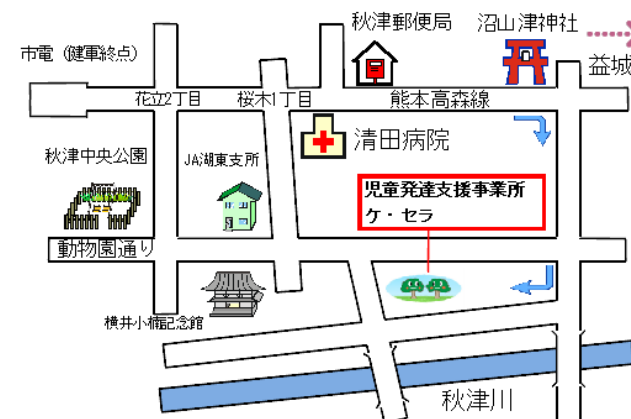 秋津郵便局
沼山津神社
市電（健軍終点）
益城
花立2丁目
桜木1丁目
熊本高森線
清田病院
秋津中央公園
JA湖東支所
児童発達支援事業所
ケ・セラ
動物園通り
横井小楠記念館
秋津川